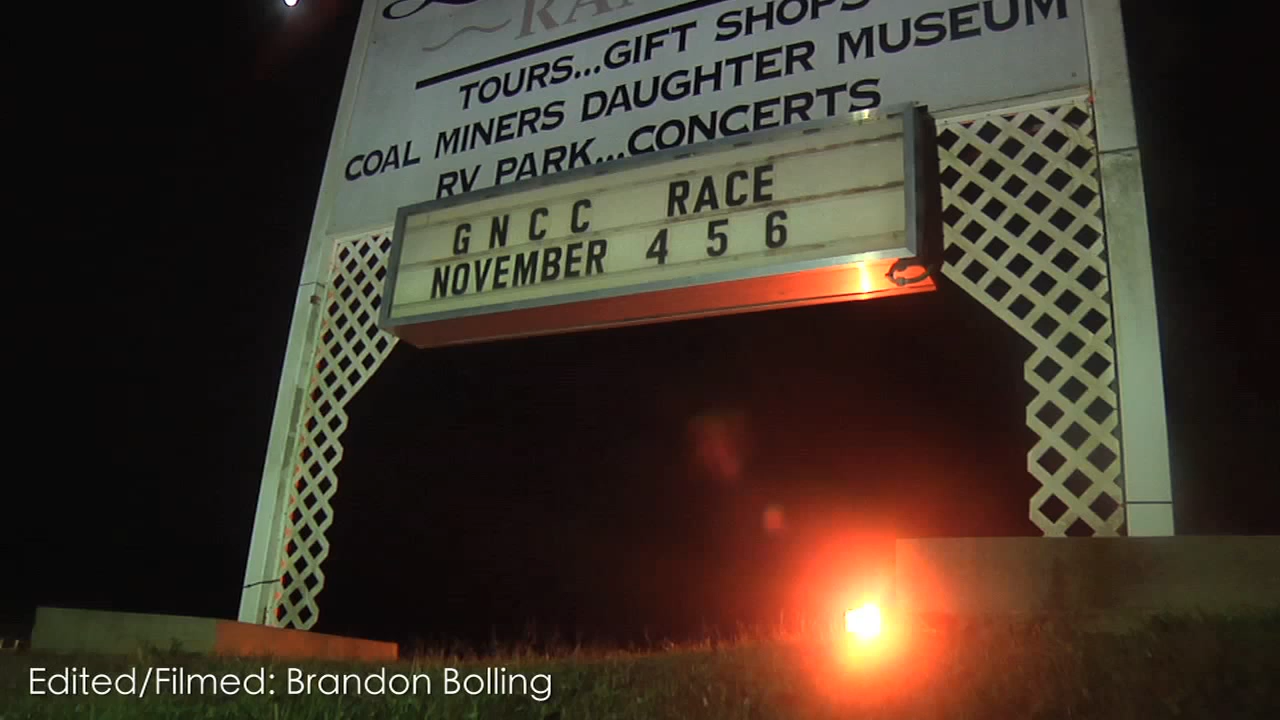 TOURS...GIFT SHOPS
COAL MINERS DAUGHTER MUSEUM
RV PARK...CONCERTS
GNCC RACE
NOVEMBER 4 5 6
Edited/Filmed: Brandon Bolling